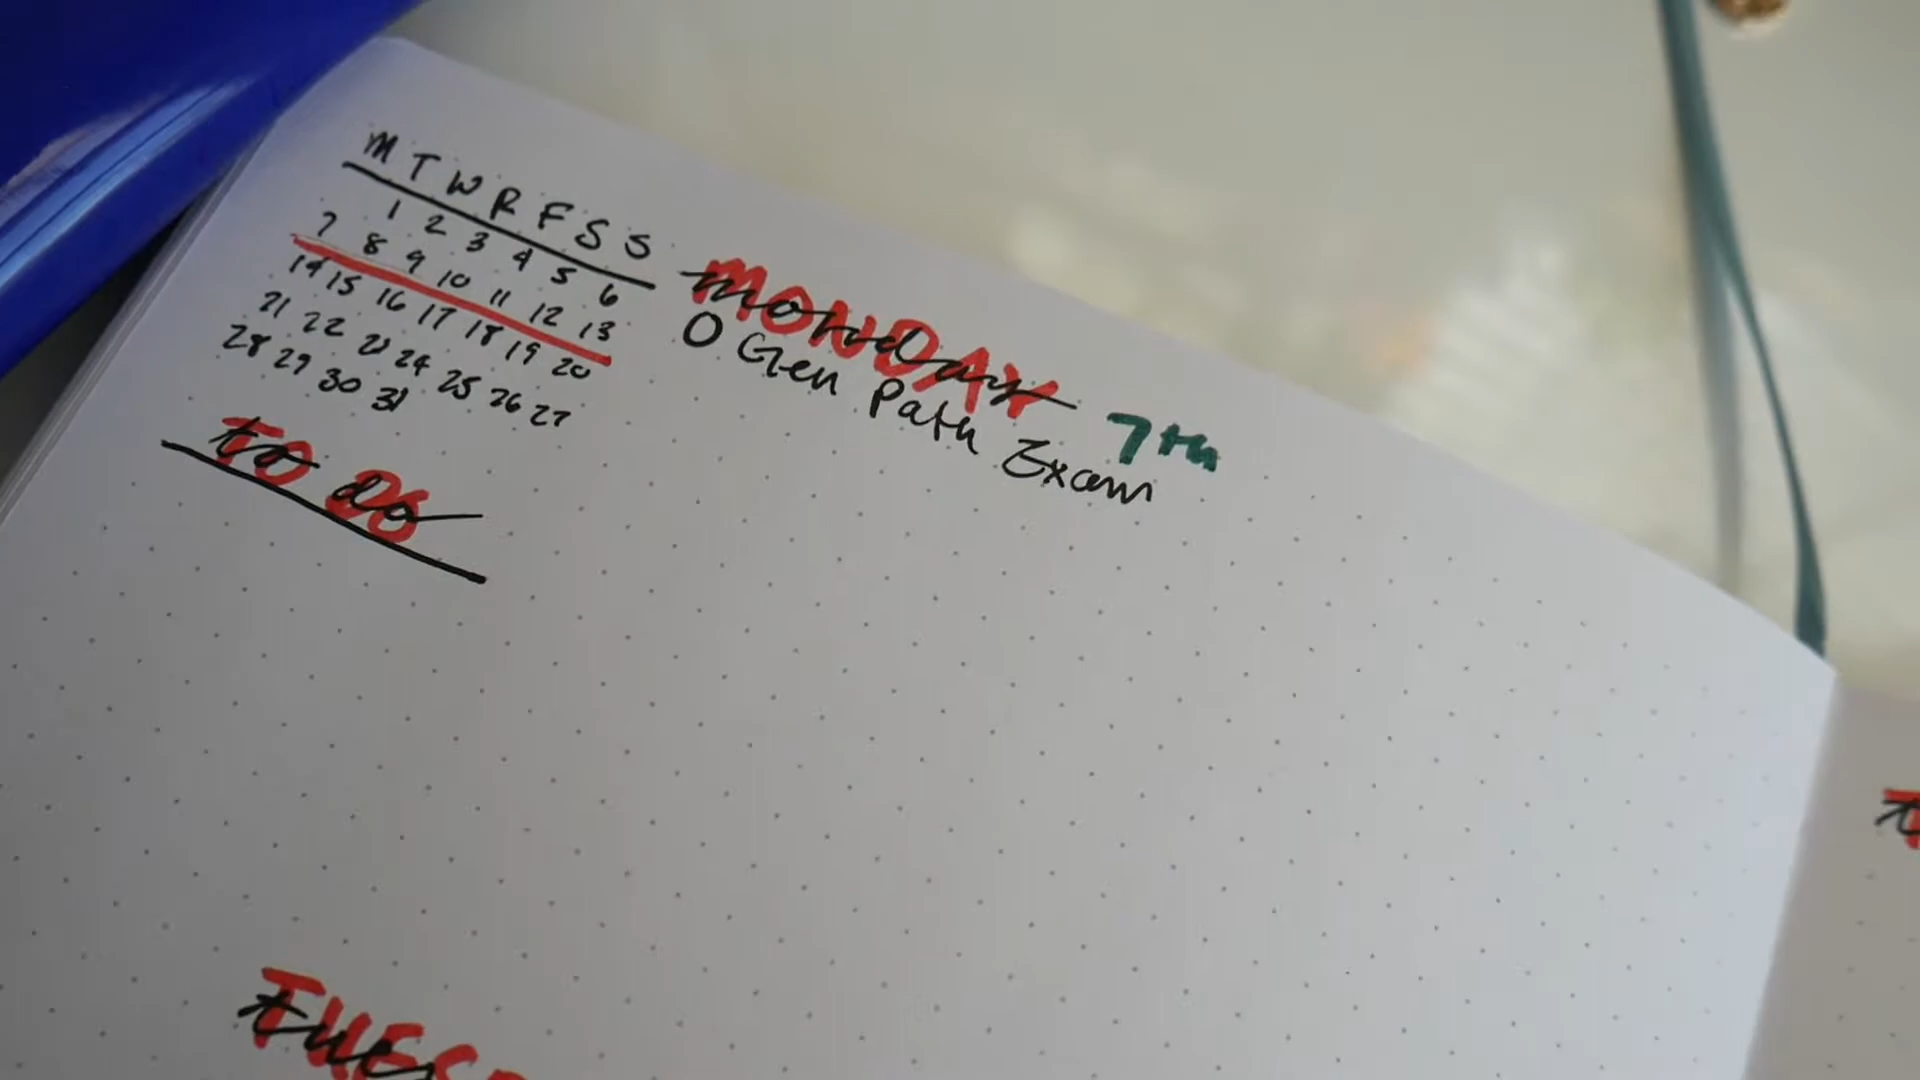 M T W R F S S
1 2 3 4 5 6
7 8 9 10 11 12 13
14 15 16 17 18 19 20
21 22 23 24 25 26 27
28 29 30 31
to do
TO DO
MONDAY
monday
7th
O Gen Path Exam
TUES
tues